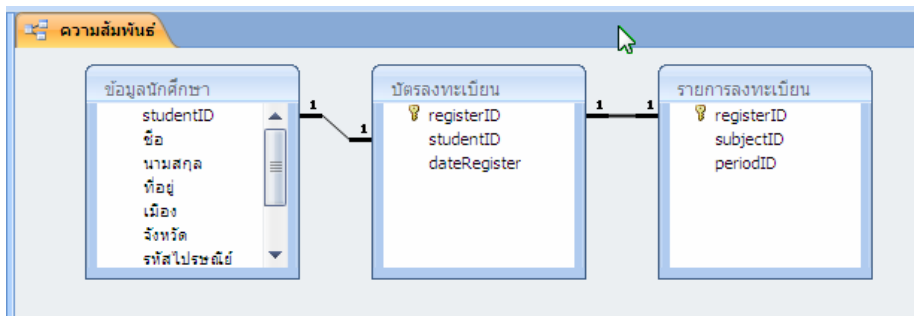 ความสัมพันธ์
ข้อมูลนักศึกษา
studentID
ชื่อ
นามสกุล
ที่อยู่
เมือง
จังหวัด
รหัสไปรษณีย์
1
1
บัตรลงทะเบียน
registerID
studentID
dateRegister
1
1
รายการลงทะเบียน
registerID
subjectID
periodID